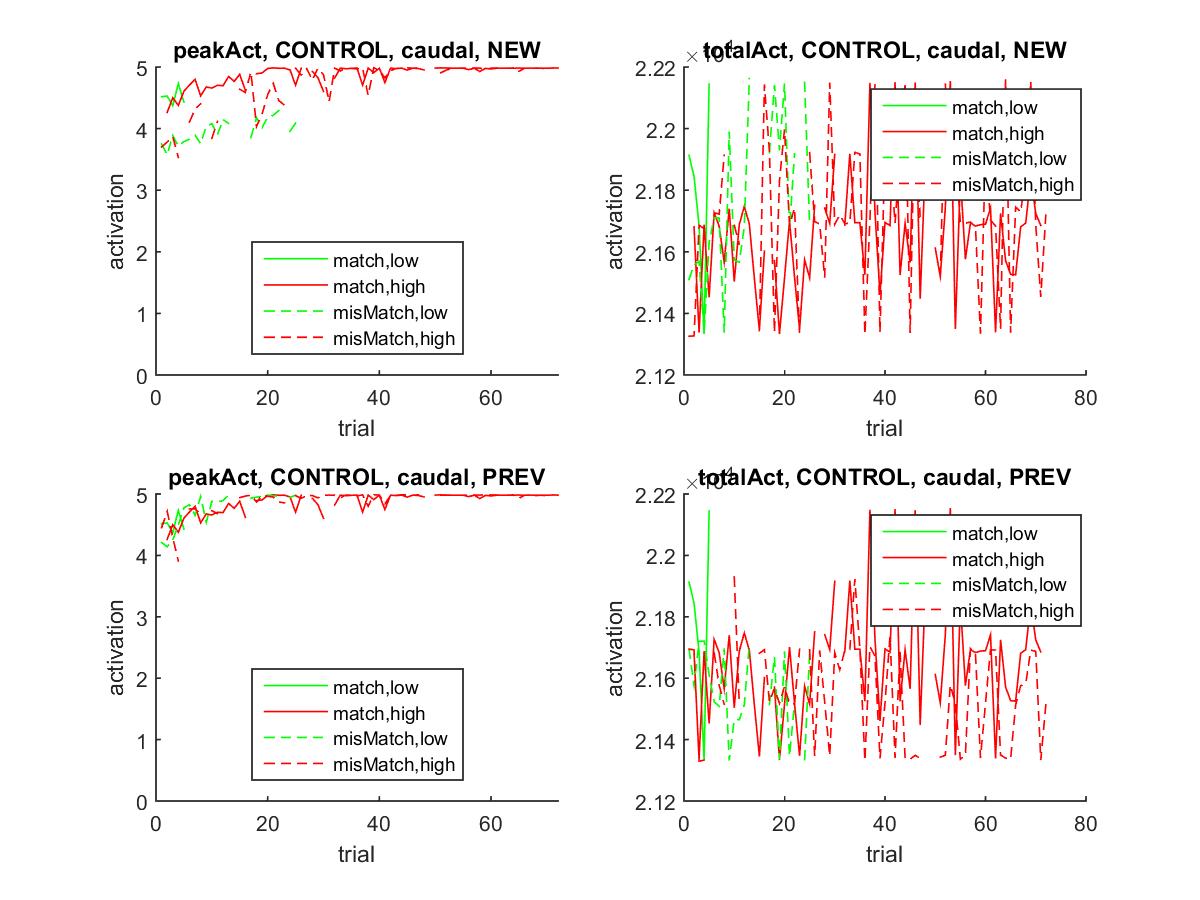 peakAct, CONTROL, caudal, NEW
5
4
3
2
1
0
activation
match,low
match,high
misMatch,low
misMatch,high
0 20 40 60
trial
totalAct, CONTROL, caudal, NEW
2.22
2.2
2.18
2.16
2.14
2.12
activation
match,low
match,high
misMatch,low
misMatch,high
0 20 40 60 80
trial
peakAct, CONTROL, caudal, PREV
5
4
3
2
1
0
activation
match,low
match,high
misMatch,low
misMatch,high
0 20 40 60
trial
totalAct, CONTROL, caudal, PREV
2.22
2.2
2.18
2.16
2.14
2.12
activation
match,low
match,high
misMatch,low
misMatch,high
0 20 40 60 80
trial